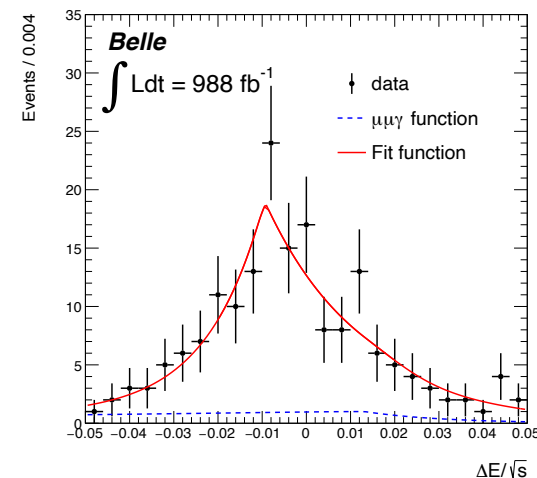 Events / 0.004
35
30
25
20
15
10
5
0
Belle
∫ Ldt = 988 fb⁻¹
data
μμγ function
Fit function
−0.05 −0.04 −0.03 −0.02 −0.01 0 0.01 0.02 0.03 0.04 0.05
ΔE/√s